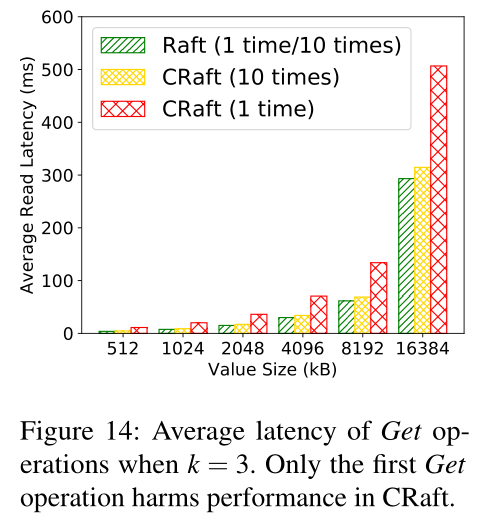 600
500
400
300
200
100
0
Average Read Latency (ms)
Raft (1 time/10 times)
CRaft (10 times)
CRaft (1 time)
512 1024 2048 4096 8192 16384
Value Size (kB)
Figure 14: Average latency of Get op-
erations when k = 3. Only the first Get
operation harms performance in CRaft.